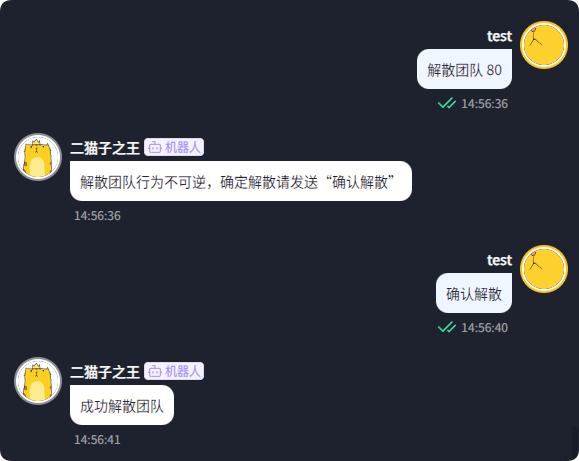 test
解散团队 80
14:56:36
二猫子之王 机器人
解散团队行为不可逆，确定解散请发送“确认解散”
14:56:36
test
确认解散
14:56:40
二猫子之王 机器人
成功解散团队
14:56:41